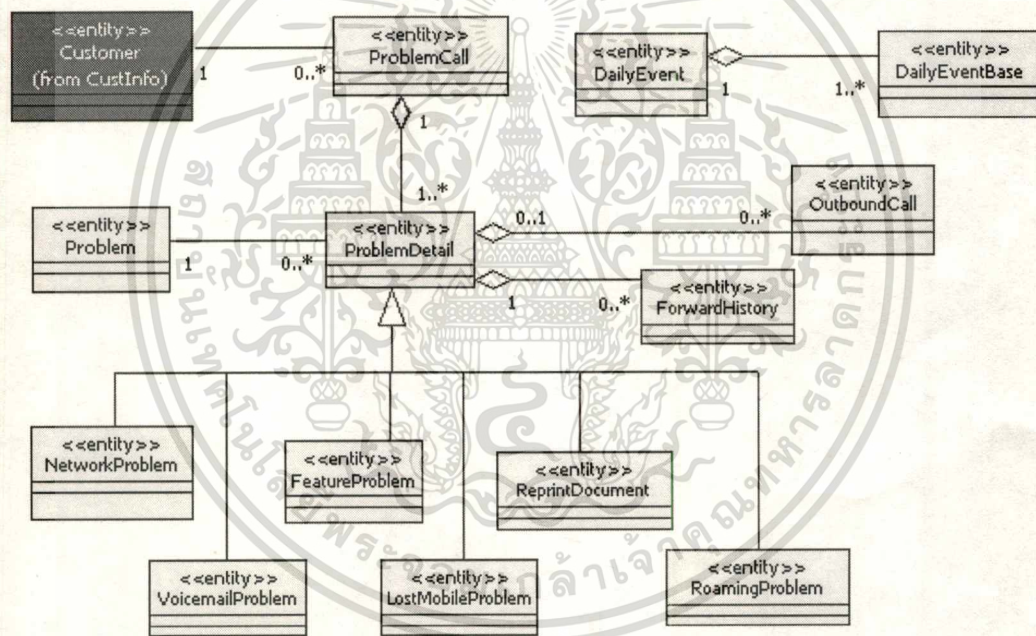 <<entity>>
Customer
(from CustInfo)
1
0..*
<<entity>>
ProblemCall
1
1..*
<<entity>>
DailyEvent
1
1..*
<<entity>>
DailyEventBase
<<entity>>
Problem
1
0..*
<<entity>>
ProblemDetail
0..1
0..*
<<entity>>
OutboundCall
1
0..*
<<entity>>
ForwardHistory
<<entity>>
NetworkProblem
<<entity>>
FeatureProblem
<<entity>>
ReprintDocument
<<entity>>
VoicemailProblem
<<entity>>
LostMobileProblem
<<entity>>
RoamingProblem